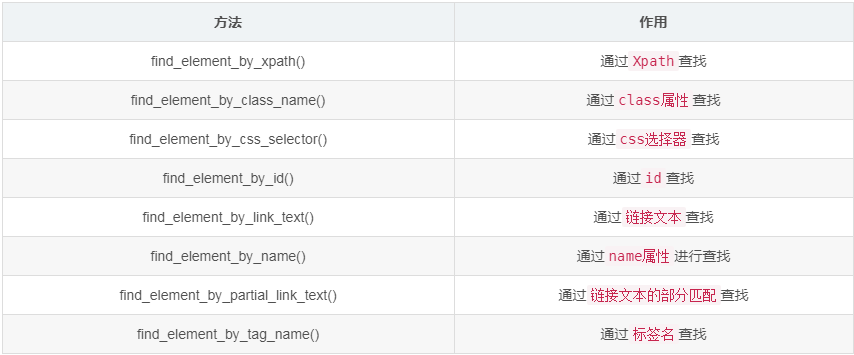 方法 作用
find_element_by_xpath() 通过 Xpath 查找
find_element_by_class_name() 通过 class属性 查找
find_element_by_css_selector() 通过 css选择器 查找
find_element_by_id() 通过 id 查找
find_element_by_link_text() 通过 链接文本 查找
find_element_by_name() 通过 name属性 进行查找
find_element_by_partial_link_text() 通过 链接文本的部分匹配 查找
find_element_by_tag_name() 通过 标签名 查找